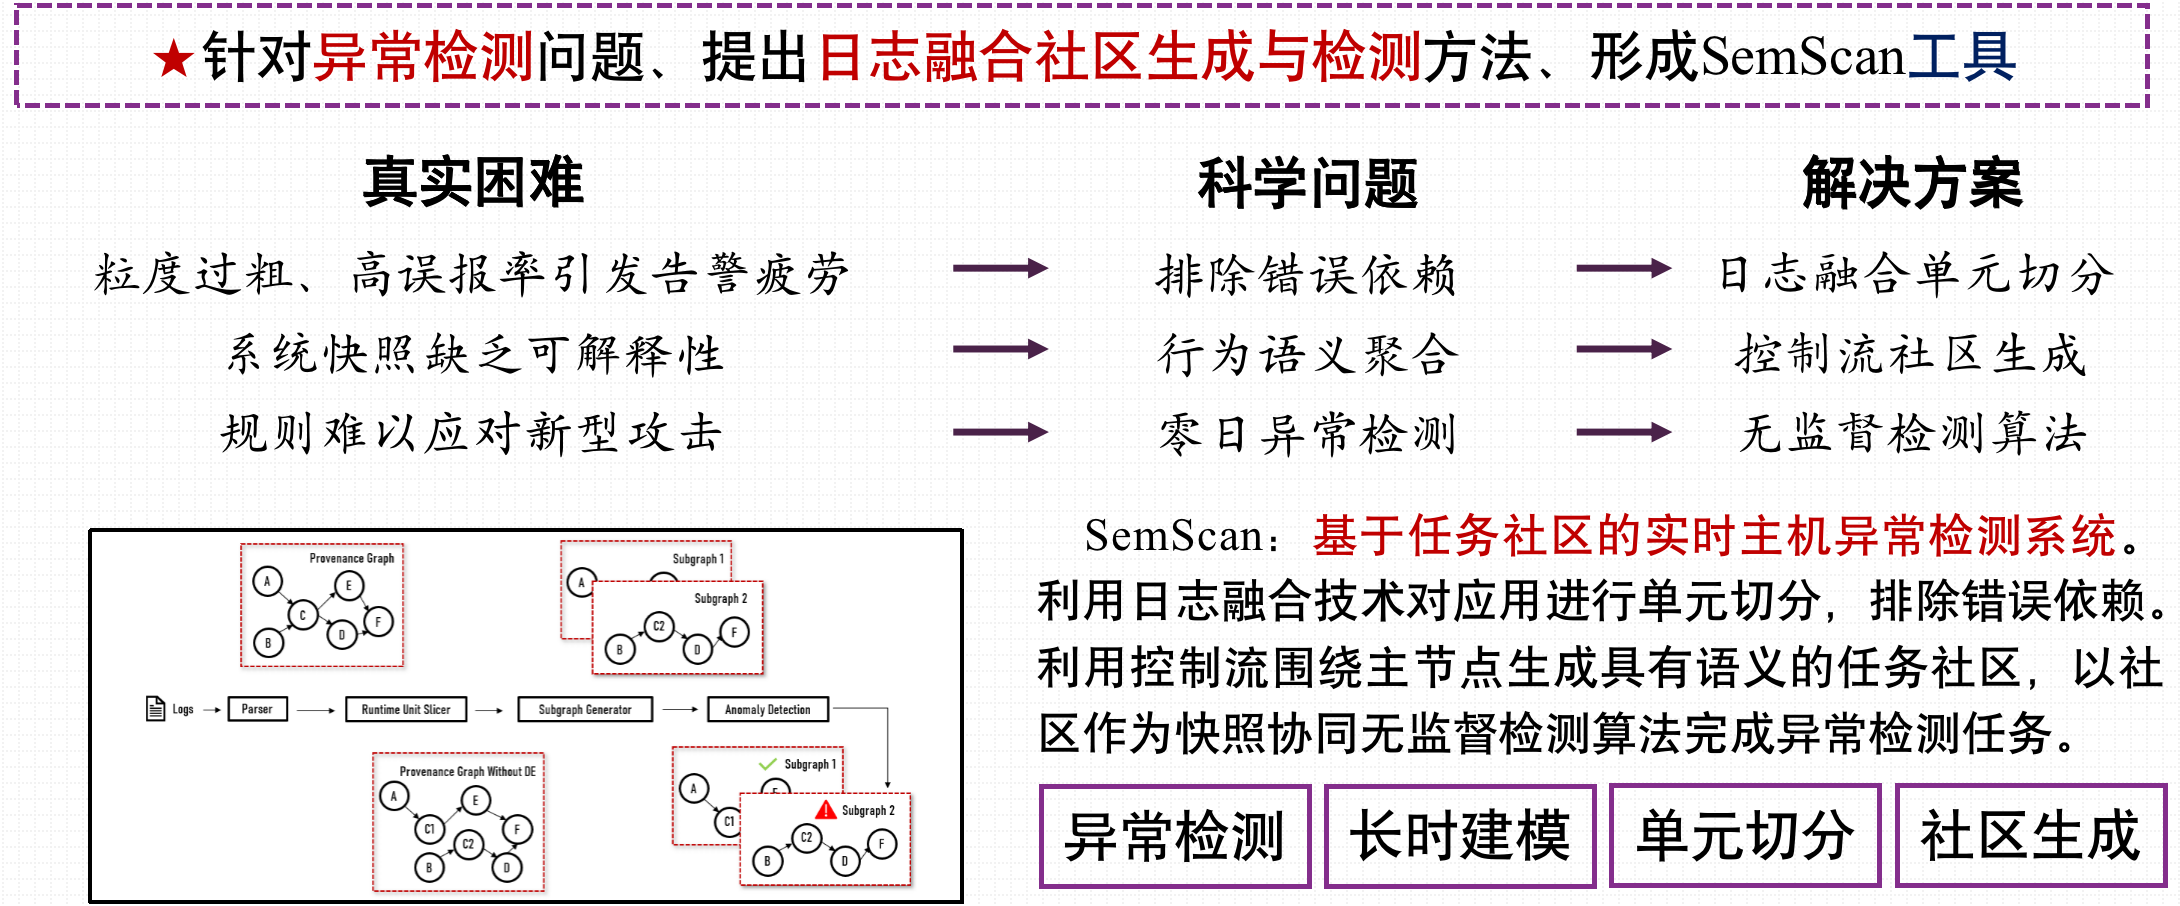 ★针对异常检测问题、提出日志融合社区生成与检测方法、形成SemScan工具
真实困难
科学问题
解决方案
粒度过粗、高误报率引发告警疲劳
排除错误依赖
日志融合单元切分
系统快照缺乏可解释性
行为语义聚合
控制流社区生成
规则难以应对新型攻击
零日异常检测
无监督检测算法
Provenance Graph
A
E
C
F
B
D
Subgraph 1
A
Subgraph 2
C2
F
B
D
Logs
Parser
Runtime Unit Slicer
Subgraph Generator
Anomaly Detection
Provenance Graph Without DE
A
E
C1
F
C2
B
D
Subgraph 1
A
E
C1
Subgraph 2
C2
F
B
D
SemScan：基于任务社区的实时主机异常检测系统。
利用日志融合技术对应用进行单元切分，排除错误依赖。
利用控制流围绕主节点生成具有语义的任务社区，以社
区作为快照协同无监督检测算法完成异常检测任务。
异常检测
长时建模
单元切分
社区生成